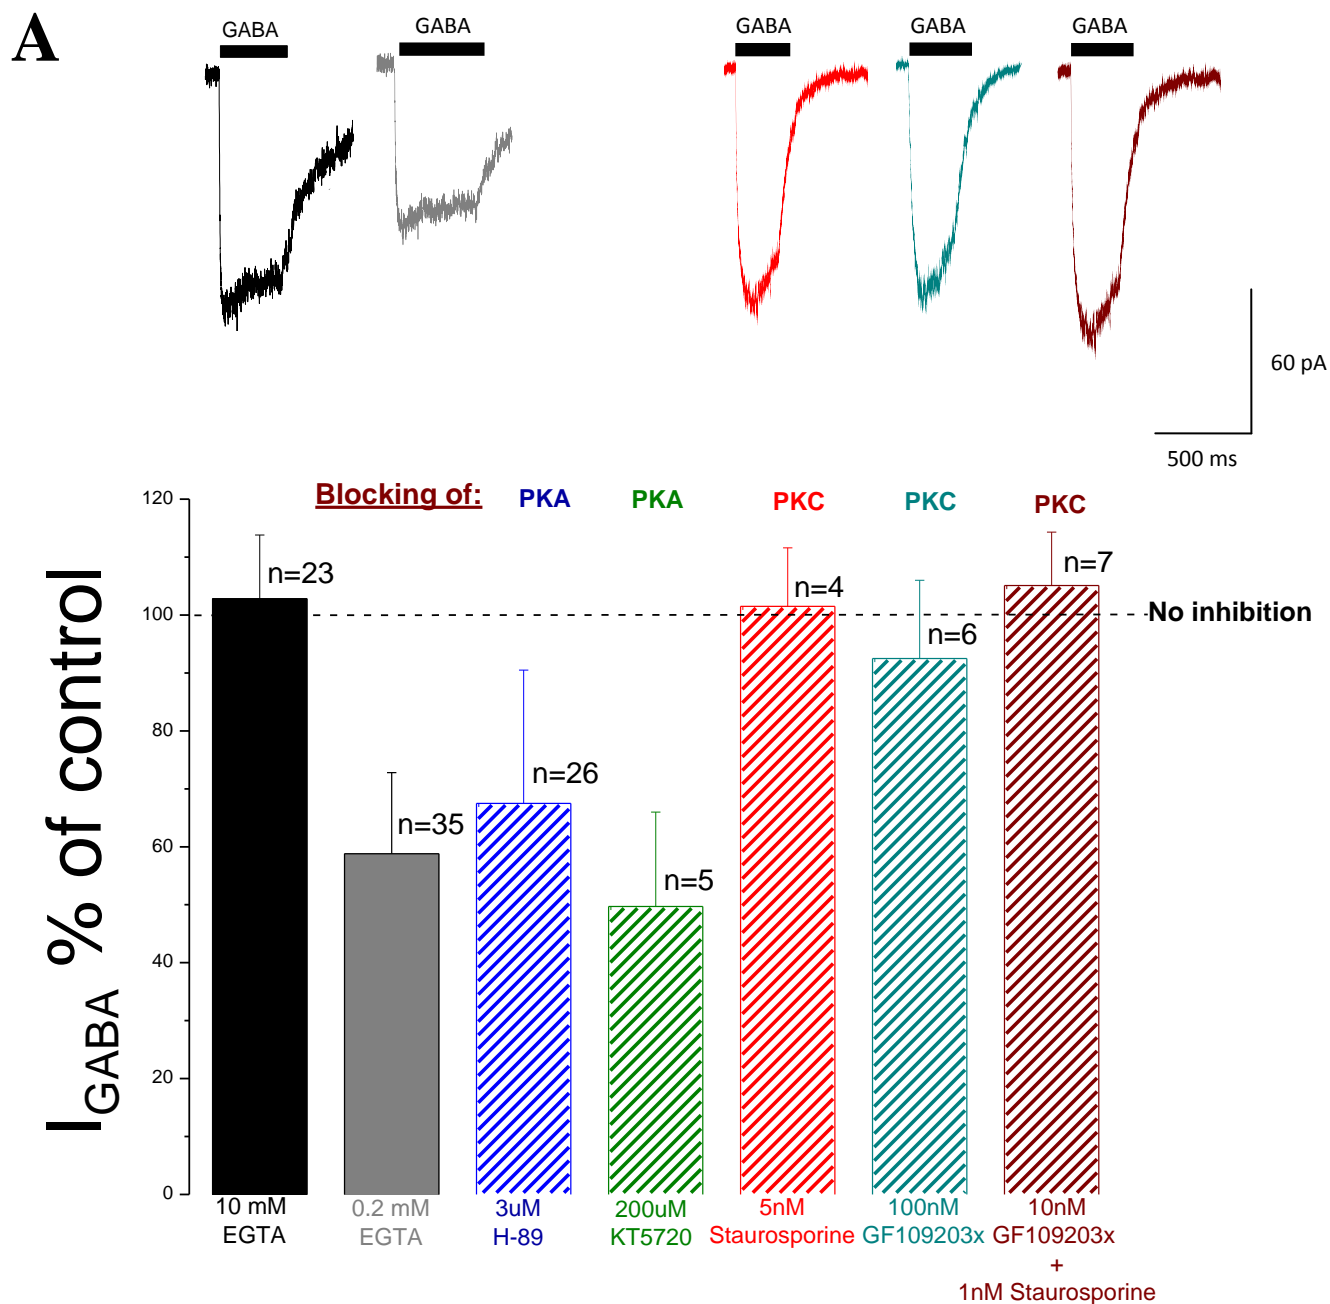 A
GABA
GABA
GABA
GABA
GABA
60 pA
500 ms
Blocking of: PKA PKA PKC PKC PKC
120
100
80
60
40
20
0
IGABA % of control
n=23
n=35
n=26
n=5
n=4
n=6
n=7
No inhibition
10 mM
EGTA
0.2 mM
EGTA
3uM
H-89
200uM
KT5720
5nM
Staurosporine
100nM
GF109203x
10nM
GF109203x
+
1nM Staurosporine